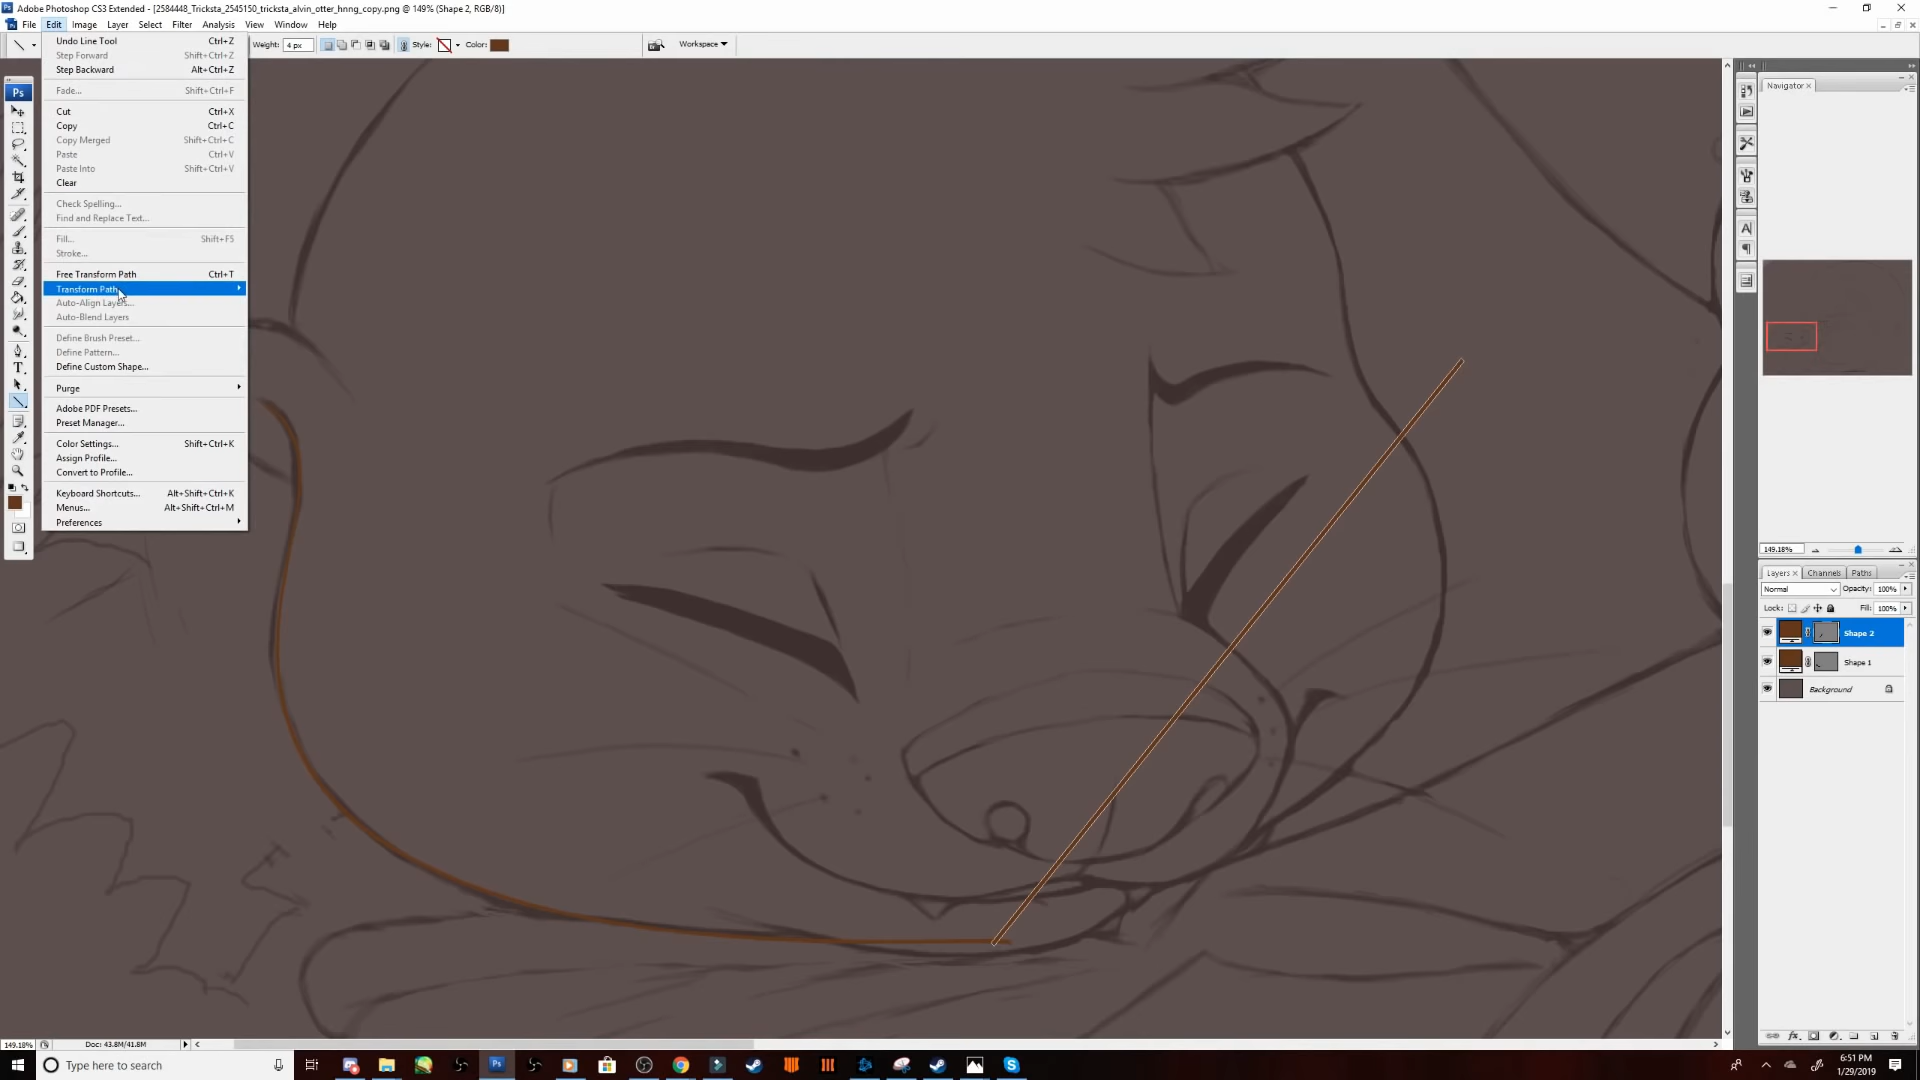 Adobe Photoshop CS3 Extended - [2584448_Tricksta_2545150_tricksta_alvin_otter_hnng_copy.png @ 149% (Shape 2, RGB/8)]
File Edit Image Layer Select Filter Analysis View Window Help
Weight: 4 px Style: Color: Workspace
Undo Line Tool Ctrl+Z
Step Forward Shift+Ctrl+Z
Step Backward Alt+Ctrl+Z
Fade... Shift+Ctrl+F
Cut Ctrl+X
Copy Ctrl+C
Copy Merged Shift+Ctrl+C
Paste Ctrl+V
Paste Into Shift+Ctrl+V
Clear
Check Spelling...
Find and Replace Text...
Fill... Shift+F5
Stroke...
Free Transform Path Ctrl+T
Transform Path
Auto-Align Layers...
Auto-Blend Layers
Define Brush Preset...
Define Pattern...
Define Custom Shape...
Purge
Adobe PDF Presets...
Preset Manager...
Color Settings... Shift+Ctrl+K
Assign Profile...
Convert to Profile...
Keyboard Shortcuts... Alt+Shift+Ctrl+K
Menus... Alt+Shift+Ctrl+M
Preferences
Ps
T
Navigator
149.18%
Layers Channels Paths
Normal Opacity: 100%
Lock: Fill: 100%
Shape 2
Shape 1
Background
149.18% Doc: 43.8M/41.8M
Type here to search
6:51 PM
1/29/2019